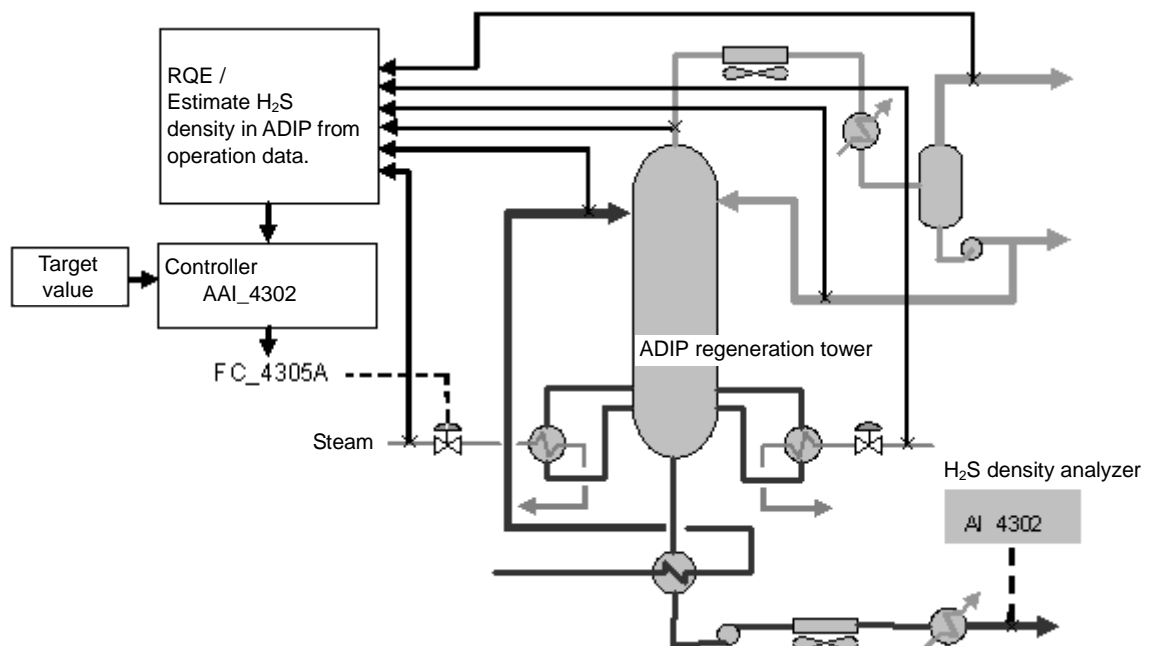 RQE /
Estimate H₂S
density in ADIP from
operation data.
Target
value
Controller
AAI_4302
FC_4305A
Steam
ADIP regeneration tower
H₂S density analyzer
AI 4302